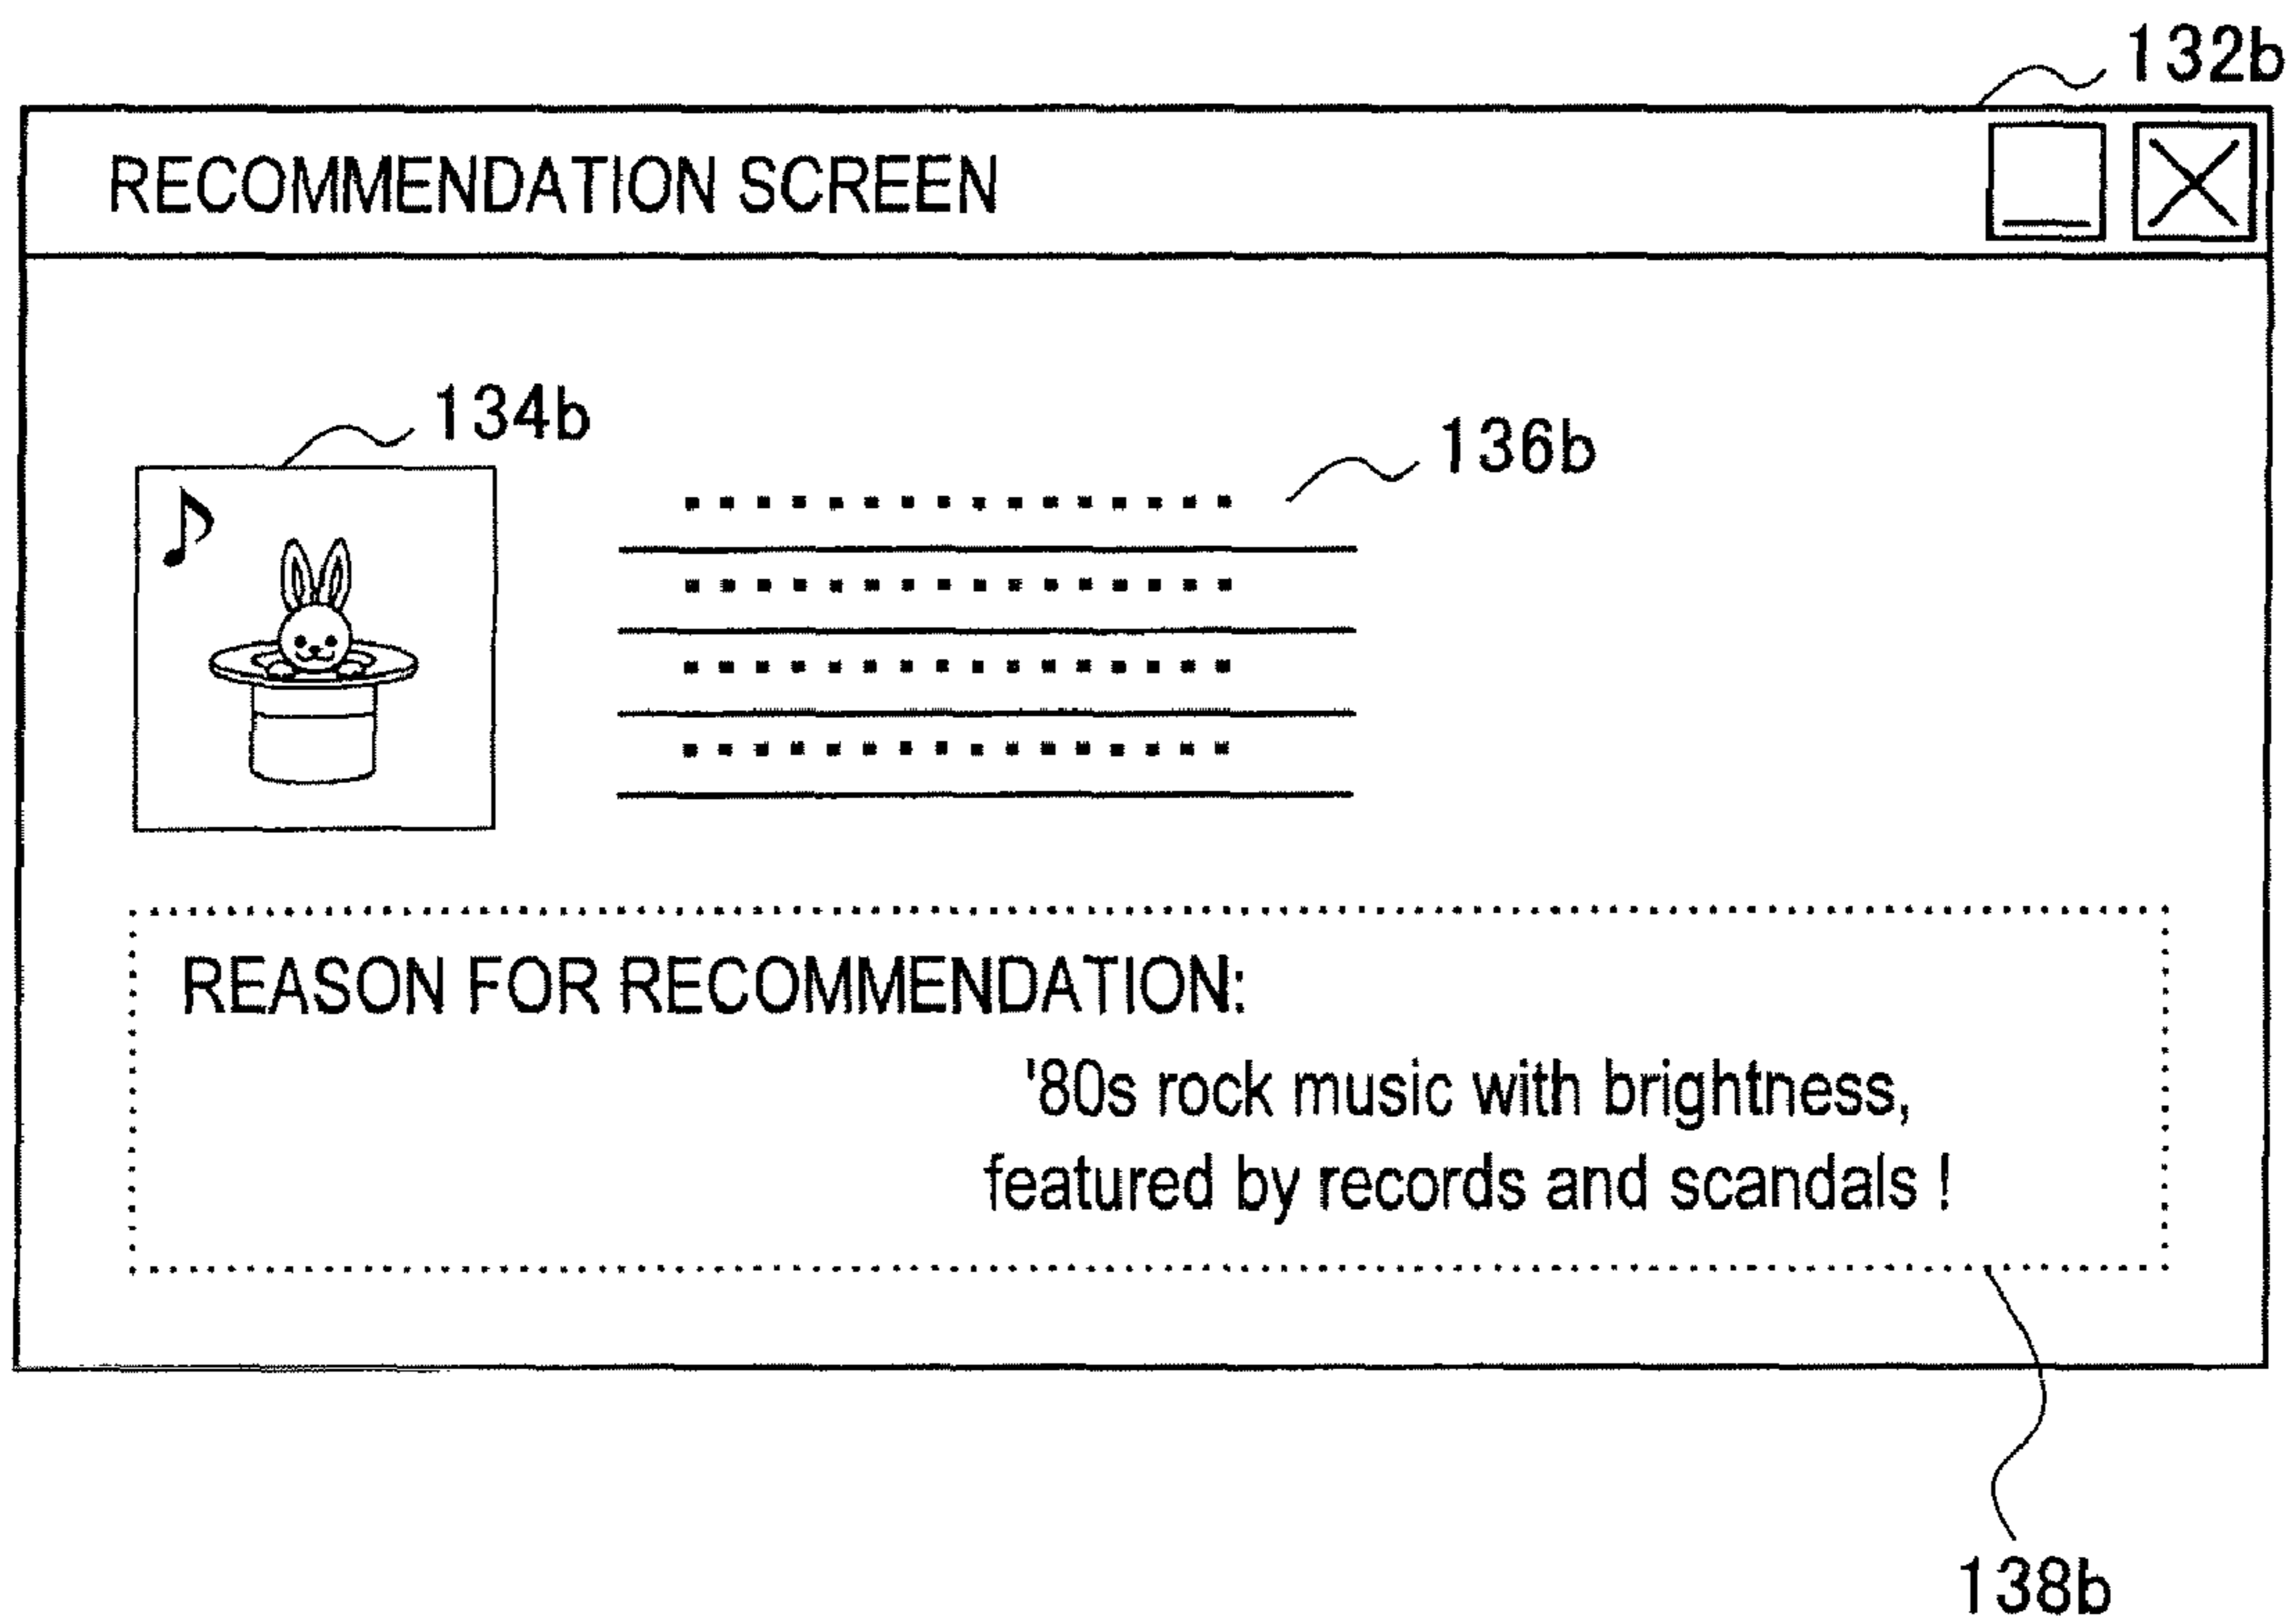 132b
RECOMMENDATION SCREEN
134b
136b
REASON FOR RECOMMENDATION:
'80s rock music with brightness,
featured by records and scandals !
138b